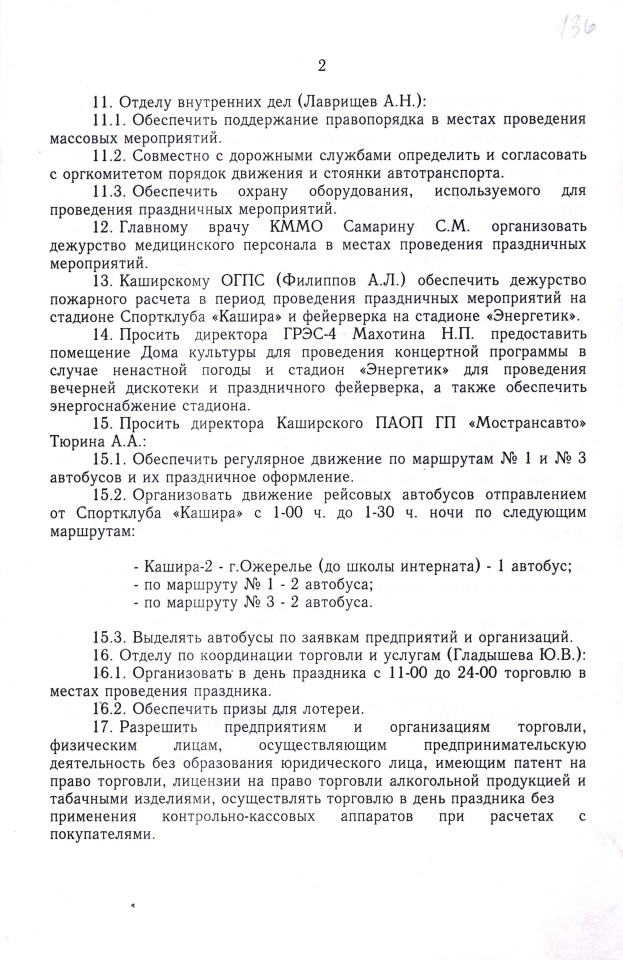 136
2
11. Отделу внутренних дел (Лаврищев А.Н.):
11.1. Обеспечить поддержание правопорядка в местах проведения
массовых мероприятий.
11.2. Совместно с дорожными службами определить и согласовать
с оргкомитетом порядок движения и стоянки автотранспорта.
11.3. Обеспечить охрану оборудования, используемого для
проведения праздничных мероприятий.
12. Главному врачу КММО Самарину С.М. организовать
дежурство медицинского персонала в местах проведения праздничных
мероприятий.
13. Каширскому ОГПС (Филиппов А.Л.) обеспечить дежурство
пожарного расчета в период проведения праздничных мероприятий на
стадионе Спортклуба «Кашира» и фейерверка на стадионе «Энергетик».
14. Просить директора ГРЭС-4 Махотина Н.П. предоставить
помещение Дома культуры для проведения концертной программы в
случае ненастной погоды и стадион «Энергетик» для проведения
вечерней дискотеки и праздничного фейерверка, а также обеспечить
энергоснабжение стадиона.
15. Просить директора Каширского ПАОП ГП «Мострансавто»
Тюрина А.А.:
15.1. Обеспечить регулярное движение по маршрутам № 1 и № 3
автобусов и их праздничное оформление.
15.2. Организовать движение рейсовых автобусов отправлением
от Спортклуба «Кашира» с 1-00 ч. до 1-30 ч. ночи по следующим
маршрутам:
- Кашира-2 - г.Ожерелье (до школы интерната) - 1 автобус;
- по маршруту № 1 - 2 автобуса;
- по маршруту № 3 - 2 автобуса.
15.3. Выделять автобусы по заявкам предприятий и организаций.
16. Отделу по координации торговли и услугам (Гладышева Ю.В.):
16.1. Организовать в день праздника с 11-00 до 24-00 торговлю в
местах проведения праздника.
16.2. Обеспечить призы для лотереи.
17. Разрешить предприятиям и организациям торговли,
физическим лицам, осуществляющим предпринимательскую
деятельность без образования юридического лица, имеющим патент на
право торговли, лицензии на право торговли алкогольной продукцией и
табачными изделиями, осуществлять торговлю в день праздника без
применения контрольно-кассовых аппаратов при расчетах с
покупателями.